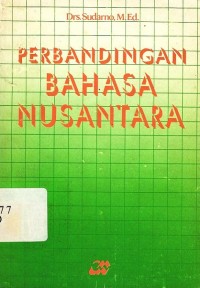 Drs. Sudarno, M.Ed.
PERBANDINGAN
BAHASA
NUSANTARA
77